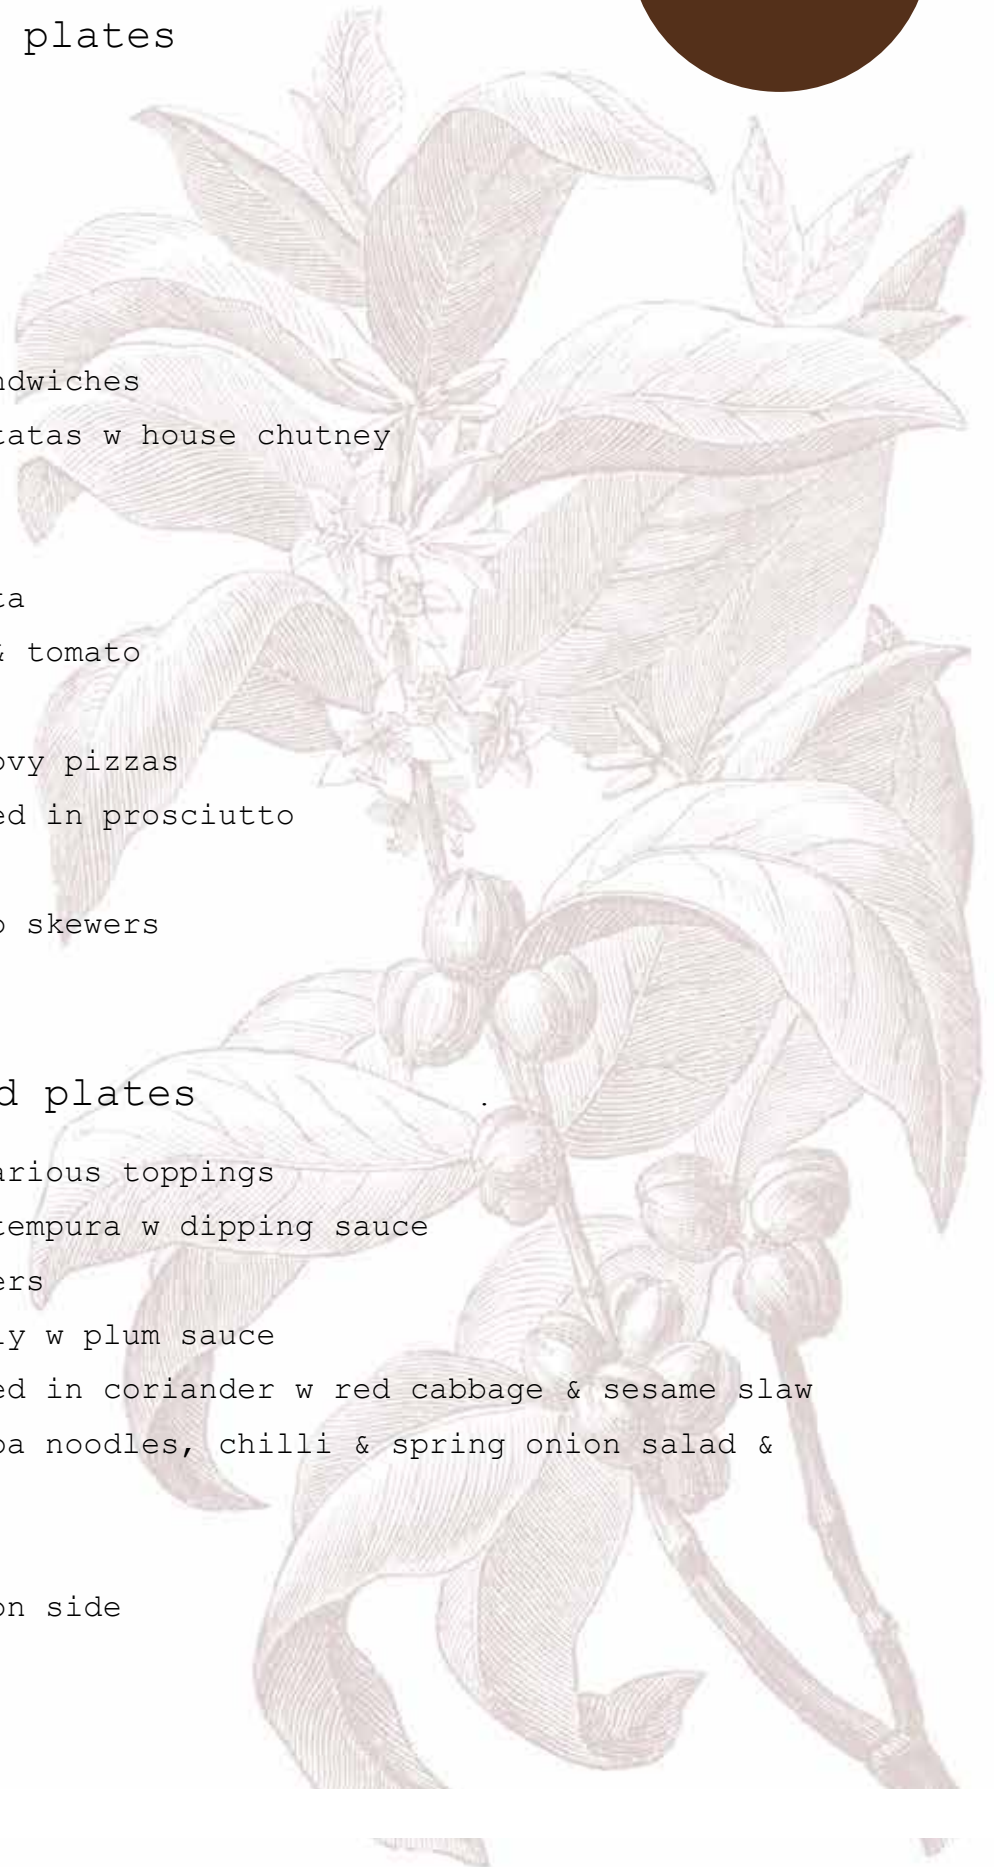 plates
ndwiches
tatas w house chutney
ta
& tomato
ovy pizzas
ed in prosciutto
o skewers
d plates
arious toppings
tempura w dipping sauce
ers
ly w plum sauce
ed in coriander w red cabbage & sesame slaw
ba noodles, chilli & spring onion salad &
on side